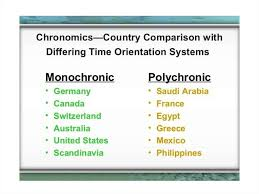 Chronomics—Country Comparison with
Differing Time Orientation Systems
Monochronic
• Germany
• Canada
• Switzerland
• Australia
• United States
• Scandinavia
Polychronic
• Saudi Arabia
• France
• Egypt
• Greece
• Mexico
• Philippines